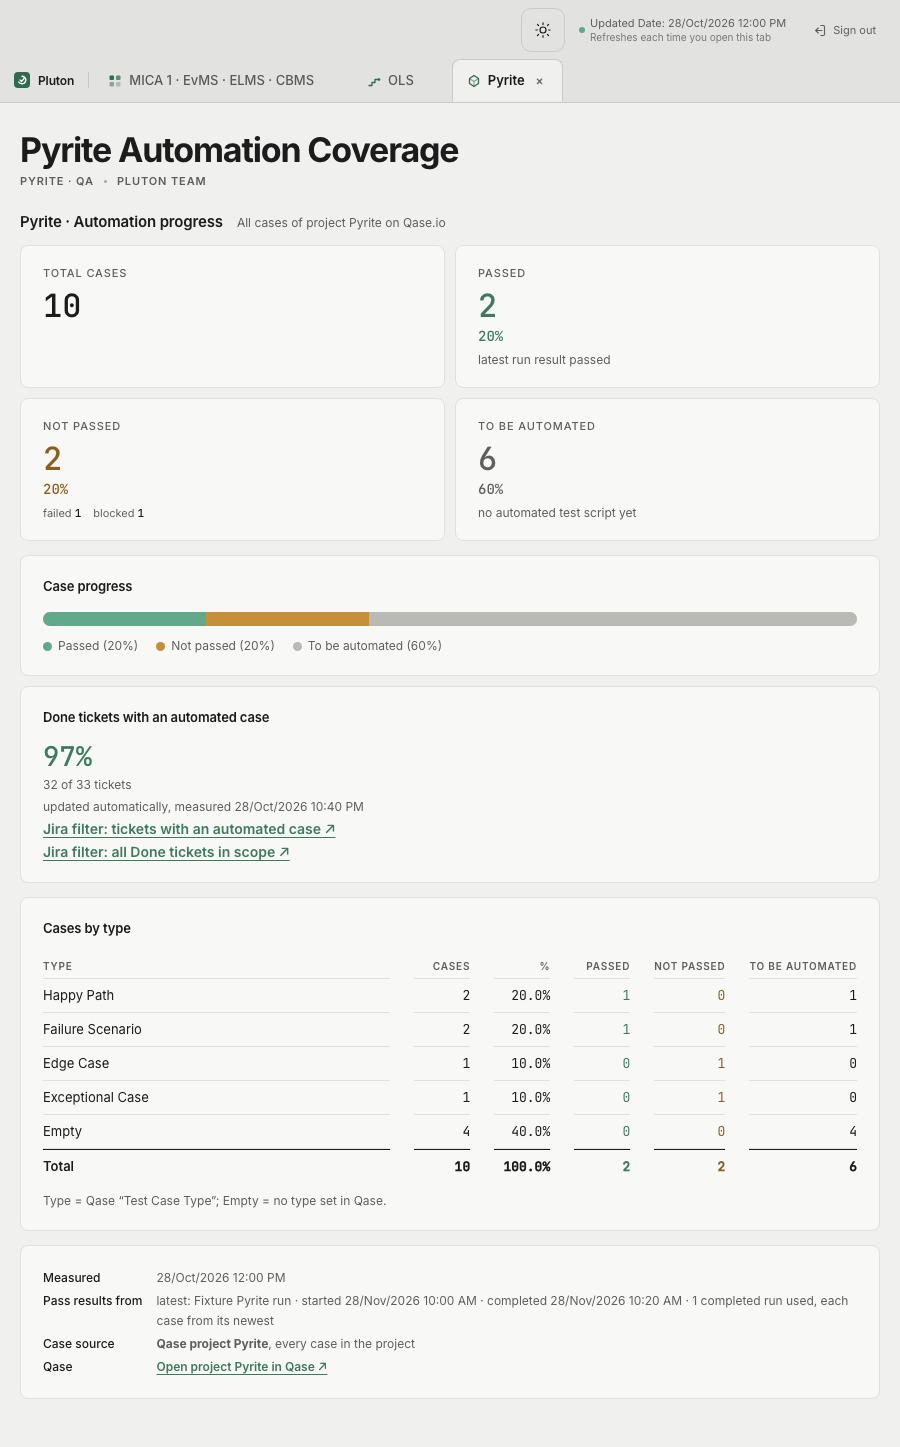 Updated Date: 28/Oct/2026 12:00 PM
Refreshes each time you open this tab
Sign out
Pluton
MICA 1 · EvMS · ELMS · CBMS
OLS
Pyrite ×
Pyrite Automation Coverage
PYRITE · QA • PLUTON TEAM
Pyrite · Automation progress All cases of project Pyrite on Qase.io
TOTAL CASES
10
PASSED
2
20%
latest run result passed
NOT PASSED
2
20%
failed 1 blocked 1
TO BE AUTOMATED
6
60%
no automated test script yet
Case progress
Passed (20%) Not passed (20%) To be automated (60%)
Done tickets with an automated case
97%
32 of 33 tickets
updated automatically, measured 28/Oct/2026 10:40 PM
Jira filter: tickets with an automated case ↗
Jira filter: all Done tickets in scope ↗
Cases by type
TYPE CASES % PASSED NOT PASSED TO BE AUTOMATED
Happy Path 2 20.0% 1 0 1
Failure Scenario 2 20.0% 1 0 1
Edge Case 1 10.0% 0 1 0
Exceptional Case 1 10.0% 0 1 0
Empty 4 40.0% 0 0 4
Total 10 100.0% 2 2 6
Type = Qase “Test Case Type”; Empty = no type set in Qase.
Measured 28/Oct/2026 12:00 PM
Pass results from latest: Fixture Pyrite run · started 28/Nov/2026 10:00 AM · completed 28/Nov/2026 10:20 AM · 1 completed run used, each
case from its newest
Case source Qase project Pyrite, every case in the project
Qase Open project Pyrite in Qase ↗